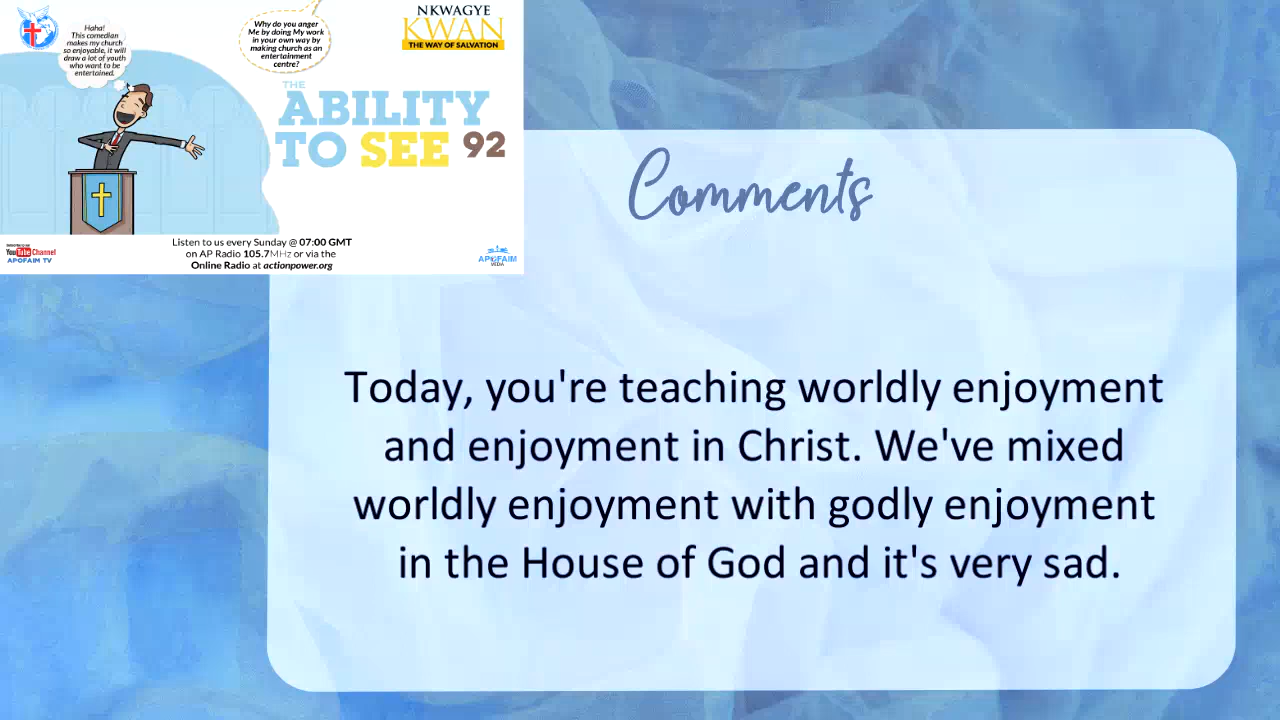 Haha!
This comedian
makes my church
so enjoyable, it will
draw a lot of youth
who want to be
entertained.
Why do you anger
Me by doing My work
in your own way by
making church as an
entertainment
centre?
NKWAGYE
KWAN
THE WAY OF SALVATION
THE
ABILITY
TO SEE 92
Listen to us every Sunday @ 07:00 GMT
on AP Radio 105.7MHz or via the
Online Radio at actionpower.org
YouTube Channel
APOFAIM TV
APOFAIM
MEDIA
Comments
Today, you're teaching worldly enjoyment
and enjoyment in Christ. We've mixed
worldly enjoyment with godly enjoyment
in the House of God and it's very sad.